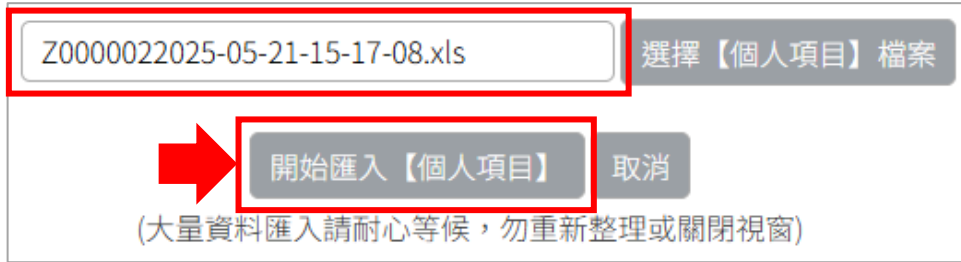 Z0000022025-05-21-15-17-08.xls 選擇【個人項目】檔案
開始匯入【個人項目】 取消
(大量資料匯入請耐心等候，勿重新整理或關閉視窗)